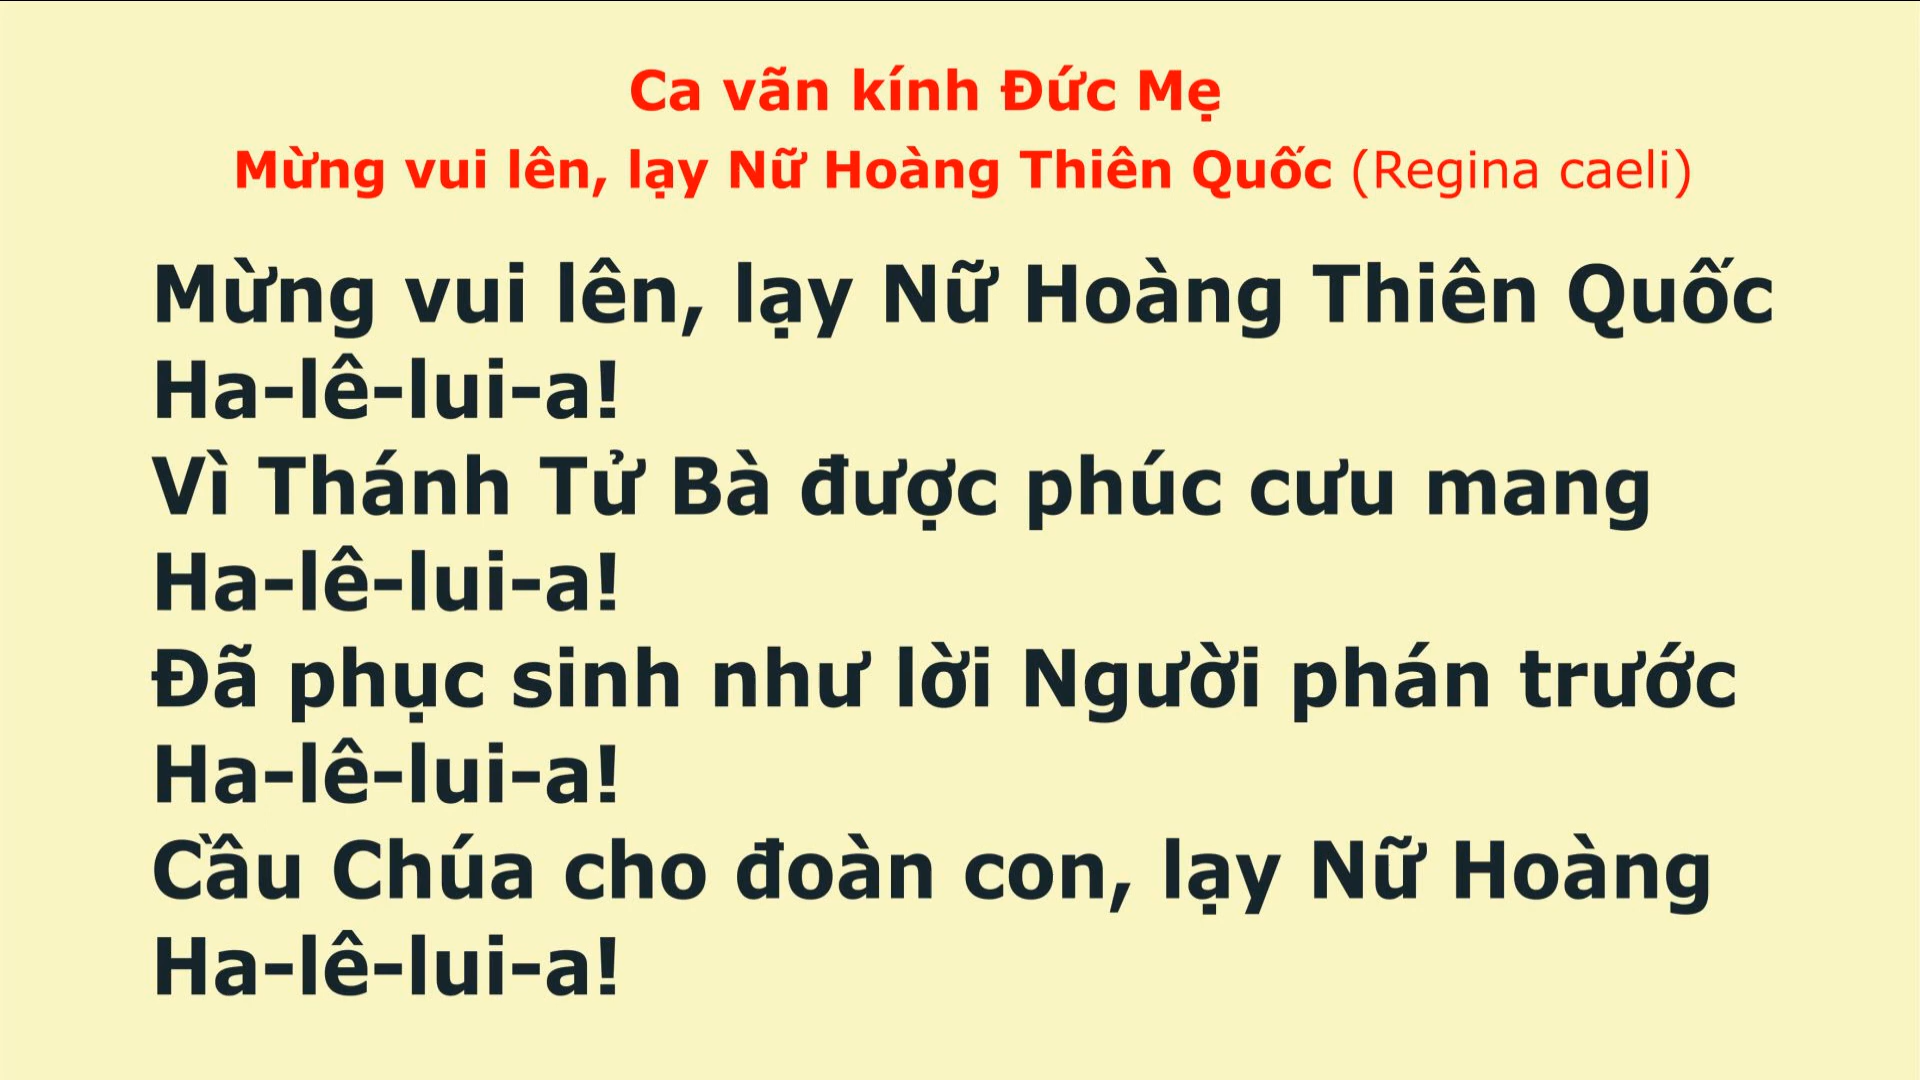 Ca vãn kính Đức Mẹ
Mừng vui lên, lạy Nữ Hoàng Thiên Quốc (Regina caeli)
Mừng vui lên, lạy Nữ Hoàng Thiên Quốc
Ha-lê-lui-a!
Vì Thánh Tử Bà được phúc cưu mang
Ha-lê-lui-a!
Đã phục sinh như lời Người phán trước
Ha-lê-lui-a!
Cầu Chúa cho đoàn con, lạy Nữ Hoàng
Ha-lê-lui-a!